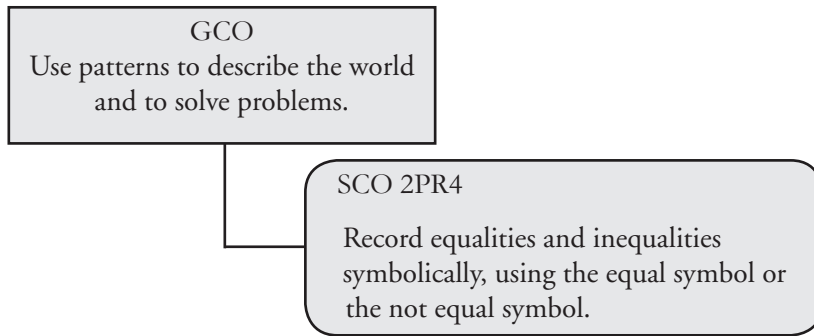 GCO
Use patterns to describe the world
and to solve problems.
SCO 2PR4
Record equalities and inequalities
symbolically, using the equal symbol or
the not equal symbol.